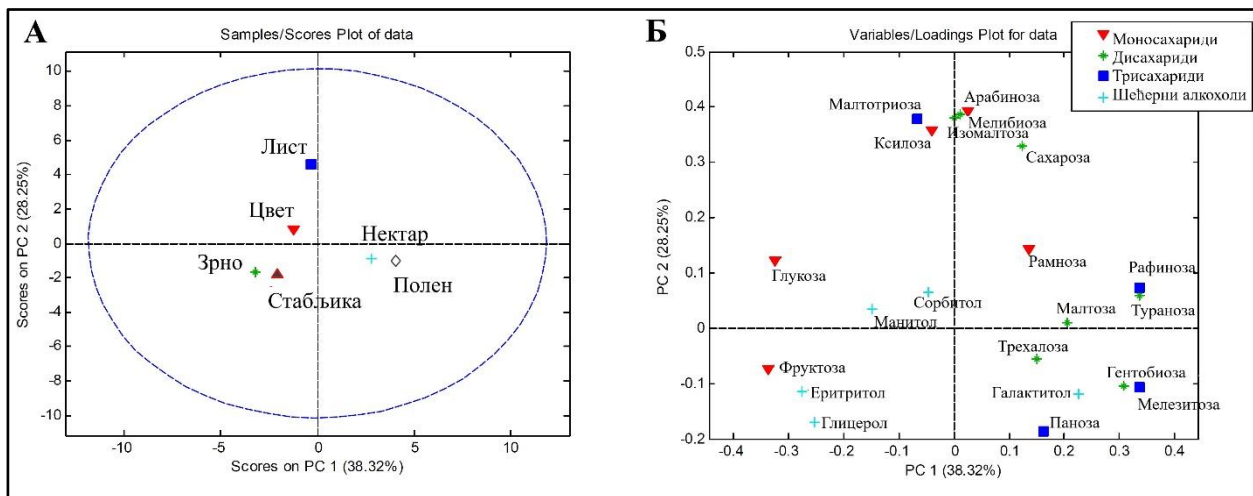 А
Samples/Scores Plot of data
Scores on PC 2 (28.25%)
10
8
6
4
2
0
-2
-4
-6
-8
-10
Лист
Цвет
Нектар
Зрно
Полен
Стабљика
-10
-5
0
5
10
Scores on PC 1 (38.32%)
Б
Variables/Loadings Plot for data
Моносахариди
Дисахариди
Трисахариди
Шећерни алкохоли
PC 2 (28.25%)
0.5
0.4
0.3
0.2
0.1
0
-0.1
-0.2
Арабиноза
Малтотриоза
Мелибиоза
Изомалтоза
Ксилоза
Сахароза
Рамноза
Глукоза
Рафиноза
Сорбитол
Тураноза
Малтоза
Манитол
Трехалоза
Фруктоза
Гентобиоза
Еритритол
Галактитол
Мелезитоза
Глицерол
Паноза
-0.4
-0.3
-0.2
-0.1
0
0.1
0.2
0.3
0.4
PC 1 (38.32%)